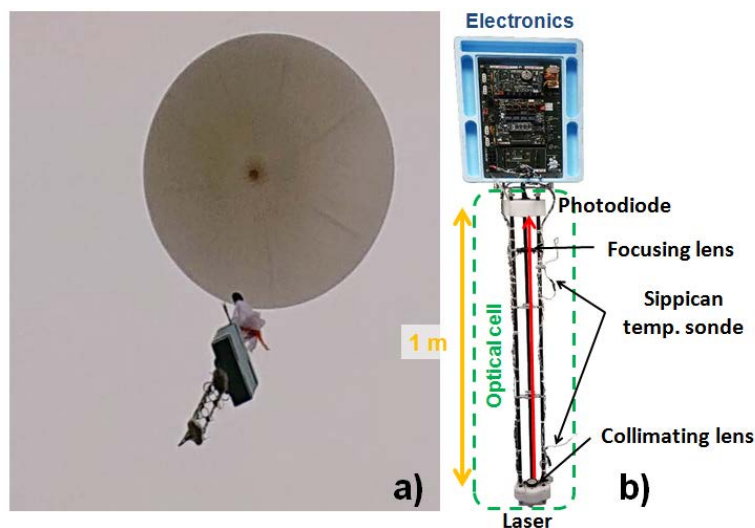 Electronics
Photodiode
Focusing lens
Sippican
temp. sonde
1 m
Optical cell
Collimating lens
a)
b)
Laser